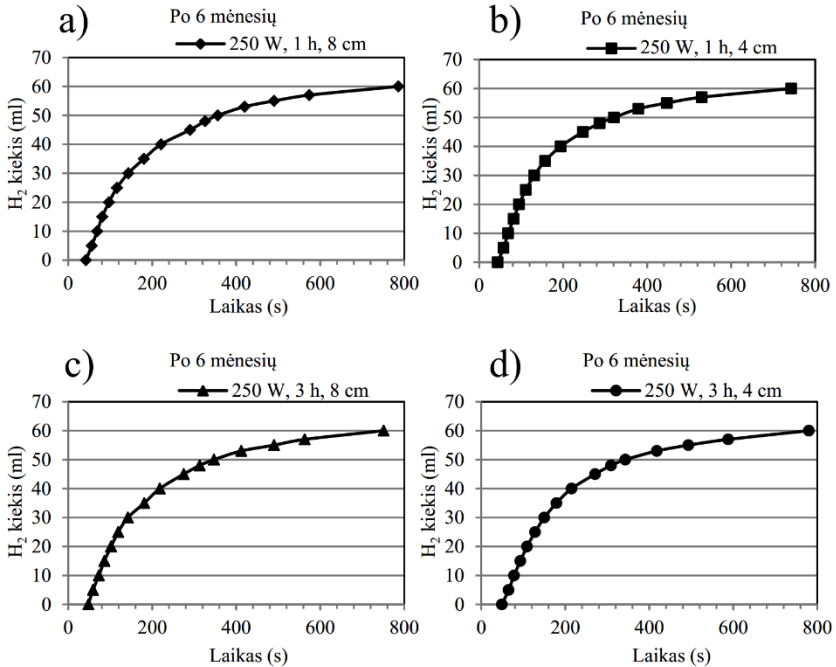 a)
Po 6 mėnesių
250 W, 1 h, 8 cm
70
60
50
40
30
20
10
0
H₂ kiekis (ml)
0 200 400 600 800
Laikas (s)
b)
Po 6 mėnesių
250 W, 1 h, 4 cm
70
60
50
40
30
20
10
0
H₂ kiekis (ml)
0 200 400 600 800
Laikas (s)
c)
Po 6 mėnesių
250 W, 3 h, 8 cm
70
60
50
40
30
20
10
0
H₂ kiekis (ml)
0 200 400 600 800
Laikas (s)
d)
Po 6 mėnesių
250 W, 3 h, 4 cm
70
60
50
40
30
20
10
0
H₂ kiekis (ml)
0 200 400 600 800
Laikas (s)